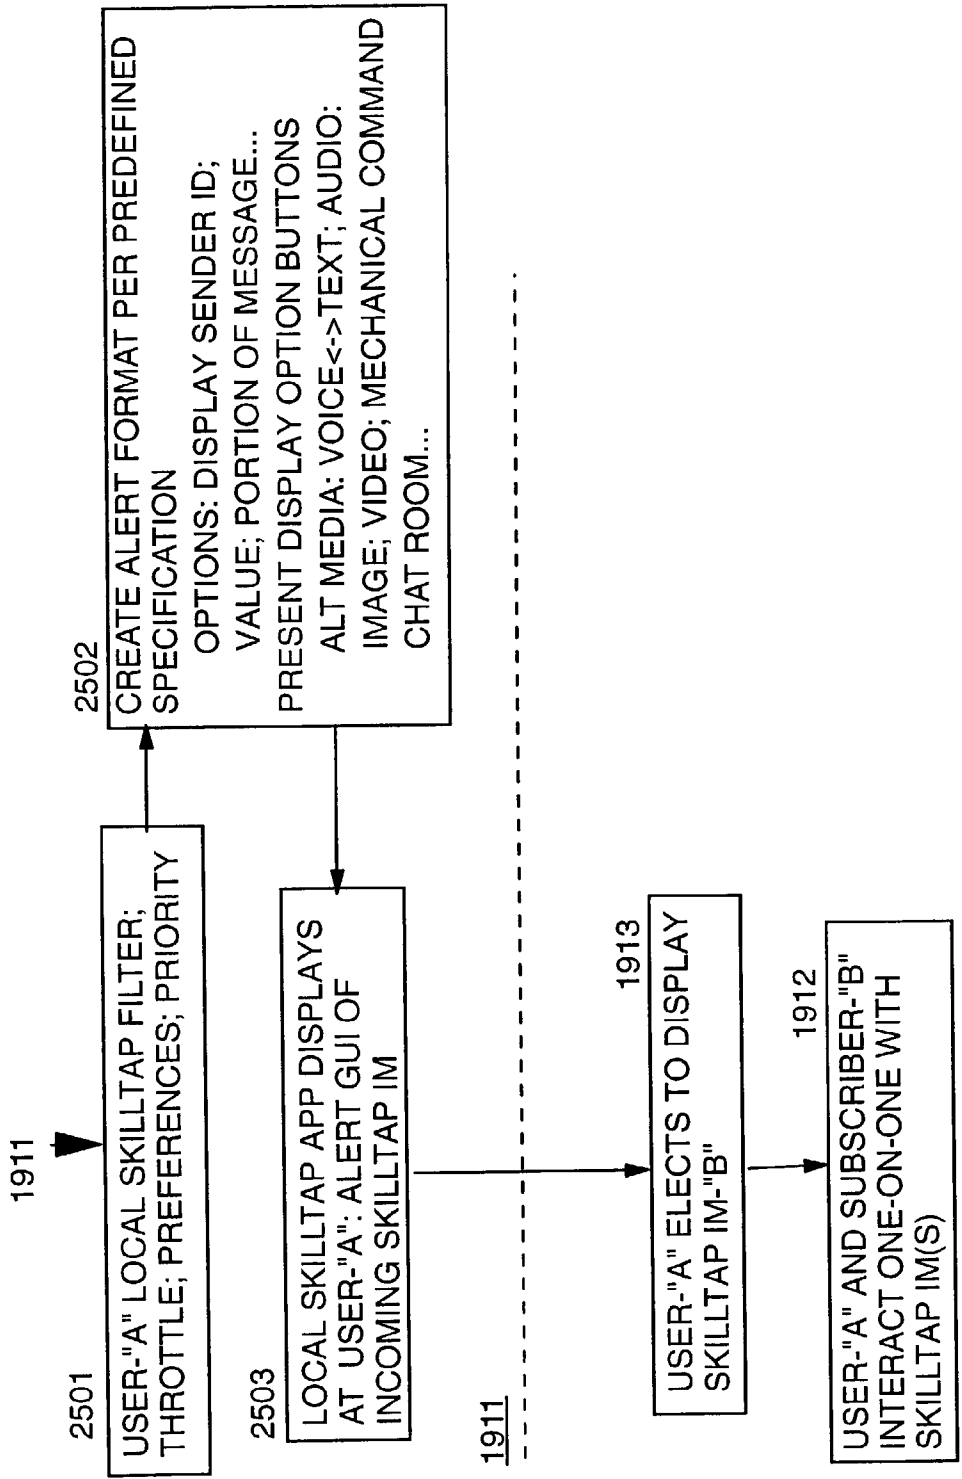 1911
2501
USER-"A" LOCAL SKILLTAP FILTER;
THROTTLE; PREFERENCES; PRIORITY
2502
CREATE ALERT FORMAT PER PREDEFINED
SPECIFICATION
OPTIONS: DISPLAY SENDER ID;
VALUE; PORTION OF MESSAGE...
PRESENT DISPLAY OPTION BUTTONS
ALT MEDIA: VOICE<->TEXT; AUDIO:
IMAGE; VIDEO; MECHANICAL COMMAND
CHAT ROOM...
2503
LOCAL SKILLTAP APP DISPLAYS
AT USER-"A": ALERT GUI OF
INCOMING SKILLTAP IM
1911
1913
USER-"A" ELECTS TO DISPLAY
SKILLTAP IM-"B"
1912
USER-"A" AND SUBSCRIBER-"B"
INTERACT ONE-ON-ONE WITH
SKILLTAP IM(S)